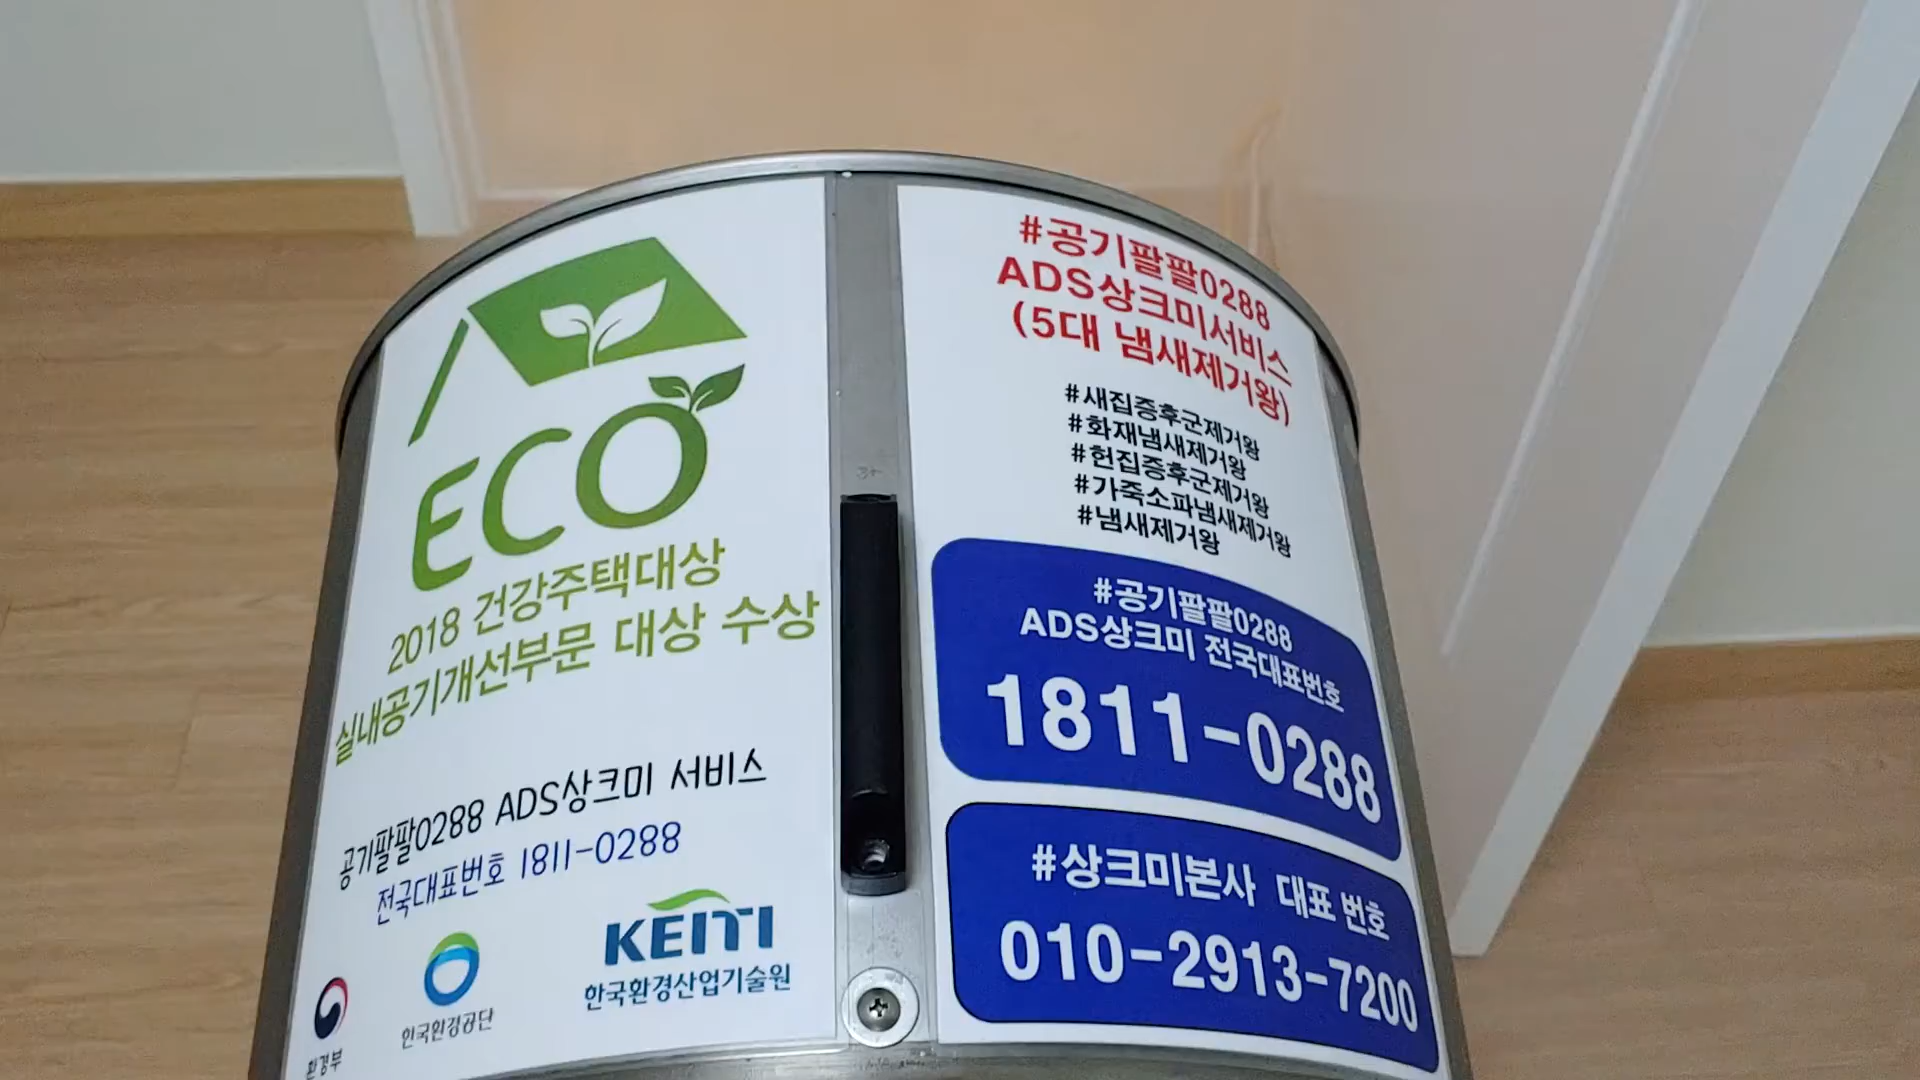 ECO
2018 건강주택대상
실내공기개선부문 대상 수상
공기팔팔0288 ADS상크미 서비스
전국대표번호 1811-0288
환경부
한국환경공단
KEITI
한국환경산업기술원
#공기팔팔0288
ADS상크미서비스
(5대 냄새제거왕)
#새집증후군제거왕
#화재냄새제거왕
#헌집증후군제거왕
#가죽소파냄새제거왕
#냄새제거왕
#공기팔팔0288
ADS상크미 전국대표번호
1811-0288
#상크미본사 대표 번호
010-2913-7200